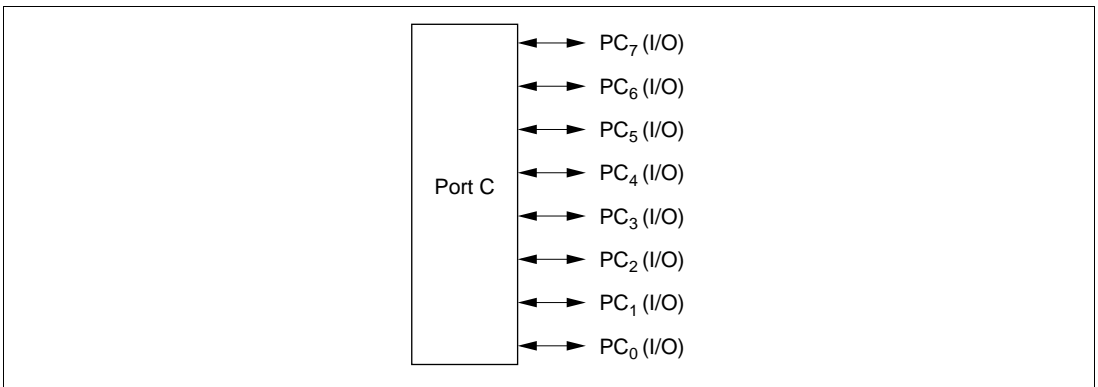 PC₇ (I/O)
PC₆ (I/O)
PC₅ (I/O)
PC₄ (I/O)
Port C
PC₃ (I/O)
PC₂ (I/O)
PC₁ (I/O)
PC₀ (I/O)